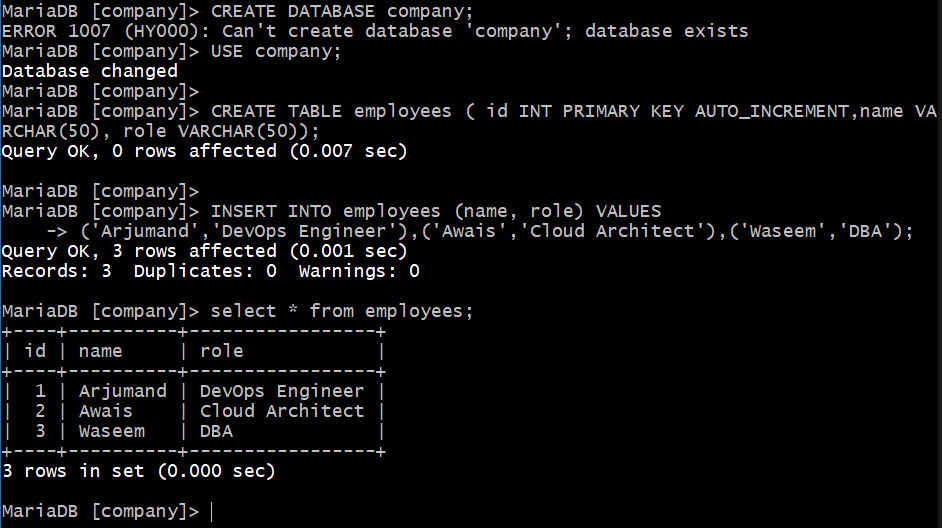 MariaDB [company]> CREATE DATABASE company;
ERROR 1007 (HY000): Can't create database 'company'; database exists
MariaDB [company]> USE company;
Database changed
MariaDB [company]>
MariaDB [company]> CREATE TABLE employees ( id INT PRIMARY KEY AUTO_INCREMENT,name VA
RCHAR(50), role VARCHAR(50));
Query OK, 0 rows affected (0.007 sec)

MariaDB [company]>
MariaDB [company]> INSERT INTO employees (name, role) VALUES
    -> ('Arjumand','DevOps Engineer'),('Awais','Cloud Architect'),('Waseem','DBA');
Query OK, 3 rows affected (0.001 sec)
Records: 3  Duplicates: 0  Warnings: 0

MariaDB [company]> select * from employees;
+----+----------+-----------------+
| id | name     | role            |
+----+----------+-----------------+
|  1 | Arjumand | DevOps Engineer |
|  2 | Awais    | Cloud Architect |
|  3 | Waseem   | DBA             |
+----+----------+-----------------+
3 rows in set (0.000 sec)

MariaDB [company]>